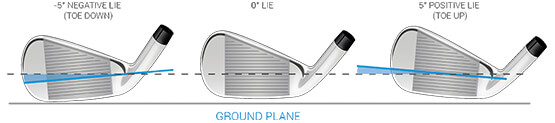 -5° NEGATIVE LIE
(TOE DOWN)
0° LIE
5° POSITIVE LIE
(TOE UP)
GROUND PLANE